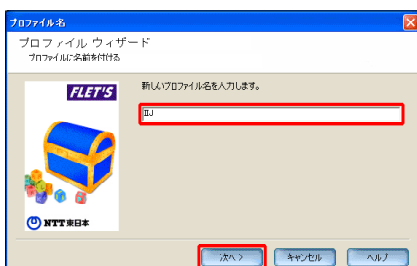 プロファイル名
プロファイル ウィザード
プロファイルに名前を付ける
FLET'S
新しいプロファイル名を入力します。
IIJ
NTT東日本
次へ >
キャンセル
ヘルプ